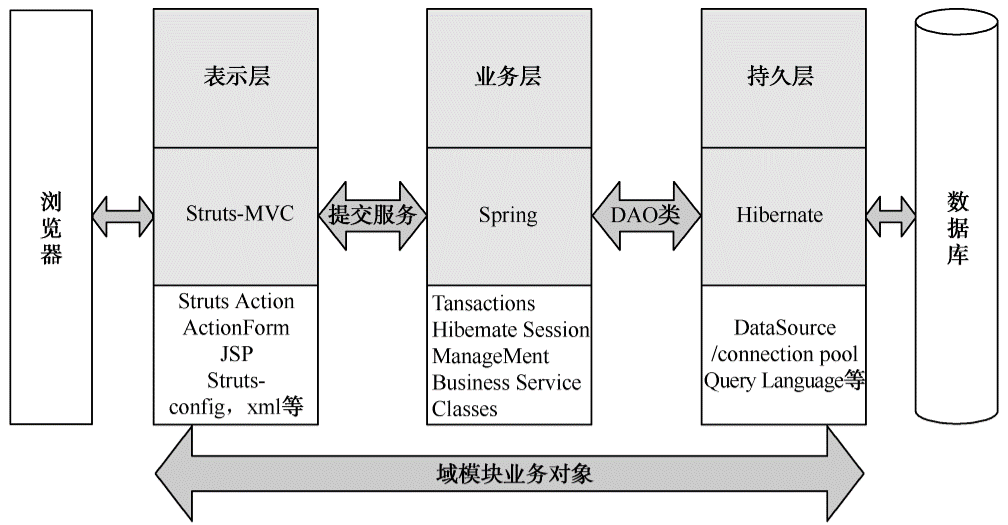 浏览器
表示层
Struts-MVC
Struts Action
ActionForm
JSP
Struts-
config，xml等
提交服务
业务层
Spring
Tansactions
Hibemate Session
ManageMent
Business Service
Classes
DAO类
持久层
Hibernate
DataSource
/connection pool
Query Language等
数据库
域模块业务对象